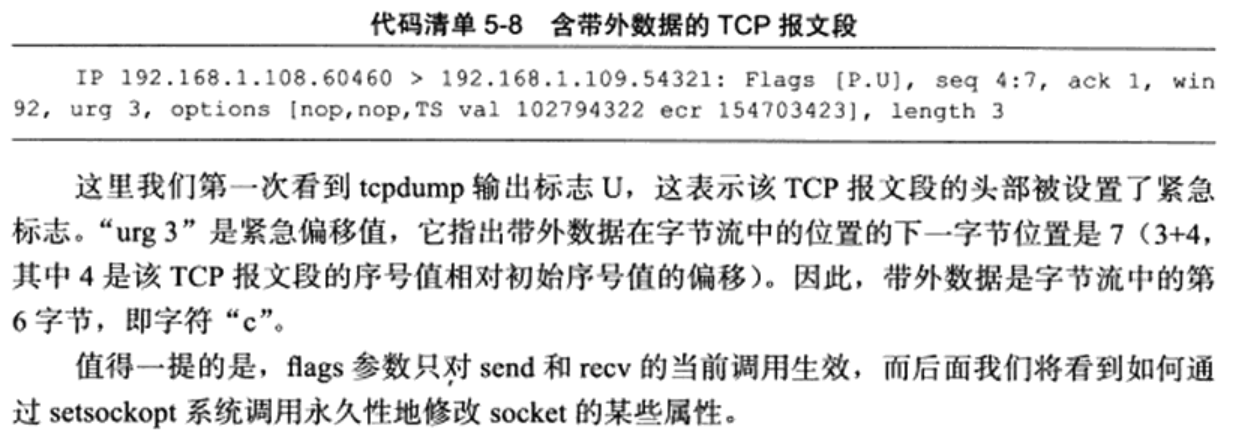 代码清单 5-8 含带外数据的 TCP 报文段
IP 192.168.1.108.60460 > 192.168.1.109.54321: Flags [P.U], seq 4:7, ack 1, win
92, urg 3, options [nop,nop,TS val 102794322 ecr 154703423], length 3
这里我们第一次看到 tcpdump 输出标志 U，这表示该 TCP 报文段的头部被设置了紧急
标志。“urg 3”是紧急偏移值，它指出带外数据在字节流中的位置的下一字节位置是 7（3+4，
其中 4 是该 TCP 报文段的序号值相对初始序号值的偏移）。因此，带外数据是字节流中的第
6 字节，即字符“c”。
值得一提的是，flags 参数只对 send 和 recv 的当前调用生效，而后面我们将看到如何通
过 setsockopt 系统调用永久性地修改 socket 的某些属性。